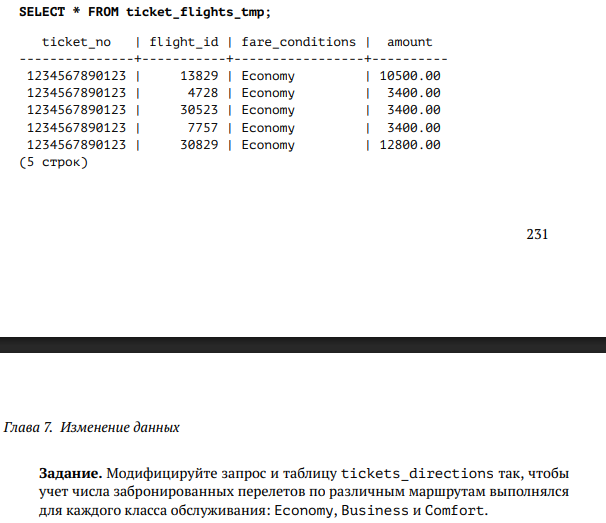 SELECT * FROM ticket_flights_tmp;
ticket_no | flight_id | fare_conditions | amount
---------------+-----------+-----------------+----------
1234567890123 | 13829 | Economy | 10500.00
1234567890123 | 4728 | Economy | 3400.00
1234567890123 | 30523 | Economy | 3400.00
1234567890123 | 7757 | Economy | 3400.00
1234567890123 | 30829 | Economy | 12800.00
(5 строк)
231
Глава 7. Изменение данных
Задание. Модифицируйте запрос и таблицу tickets_directions так, чтобы
учет числа забронированных перелетов по различным маршрутам выполнялся
для каждого класса обслуживания: Economy, Business и Comfort.